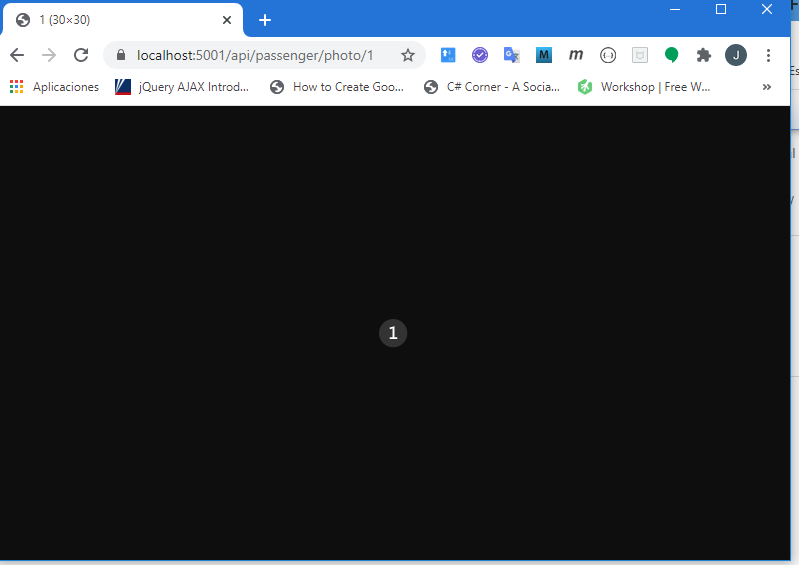 1 (30×30)
localhost:5001/api/passenger/photo/1
G
M
m
J
Aplicaciones
jQuery AJAX Introd...
How to Create Goo...
C# Corner - A Socia...
Workshop | Free W...
»
Es
1